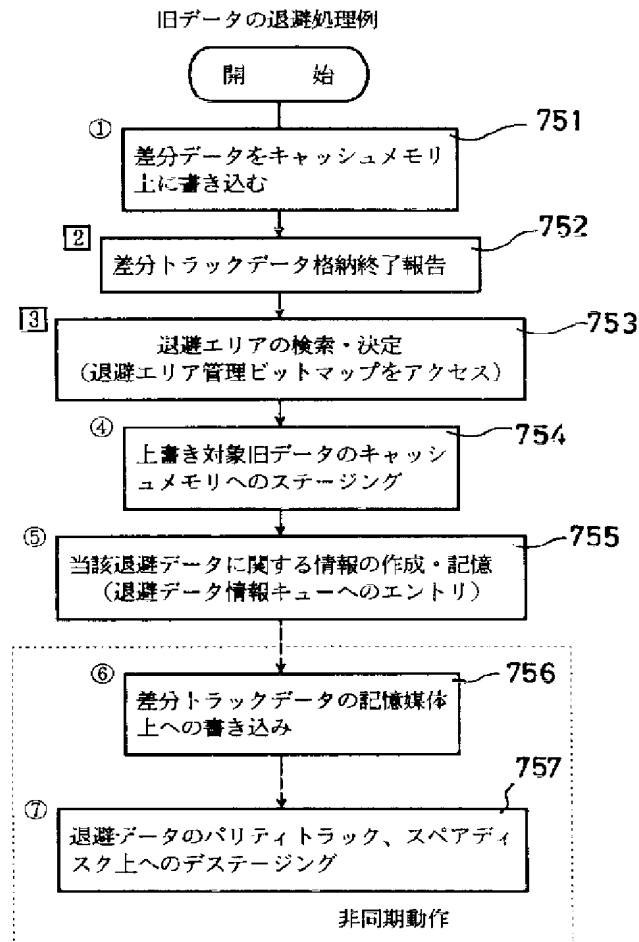 旧データの退避処理例
開 始
① 751
差分データをキャッシュメモリ
上に書き込む
2 752
差分トラックデータ格納終了報告
3 753
退避エリアの検索・決定
(退避エリア管理ビットマップをアクセス)
④ 754
上書き対象旧データのキャッシ
ュメモリへのステージング
⑤ 755
当該退避データに関する情報の作成・記憶
(退避データ情報キューへのエントリ)
⑥ 756
差分トラックデータの記憶媒体
上への書き込み
⑦ 757
退避データのパリティトラック、スペアディ
スク上へのデステージング
非同期動作